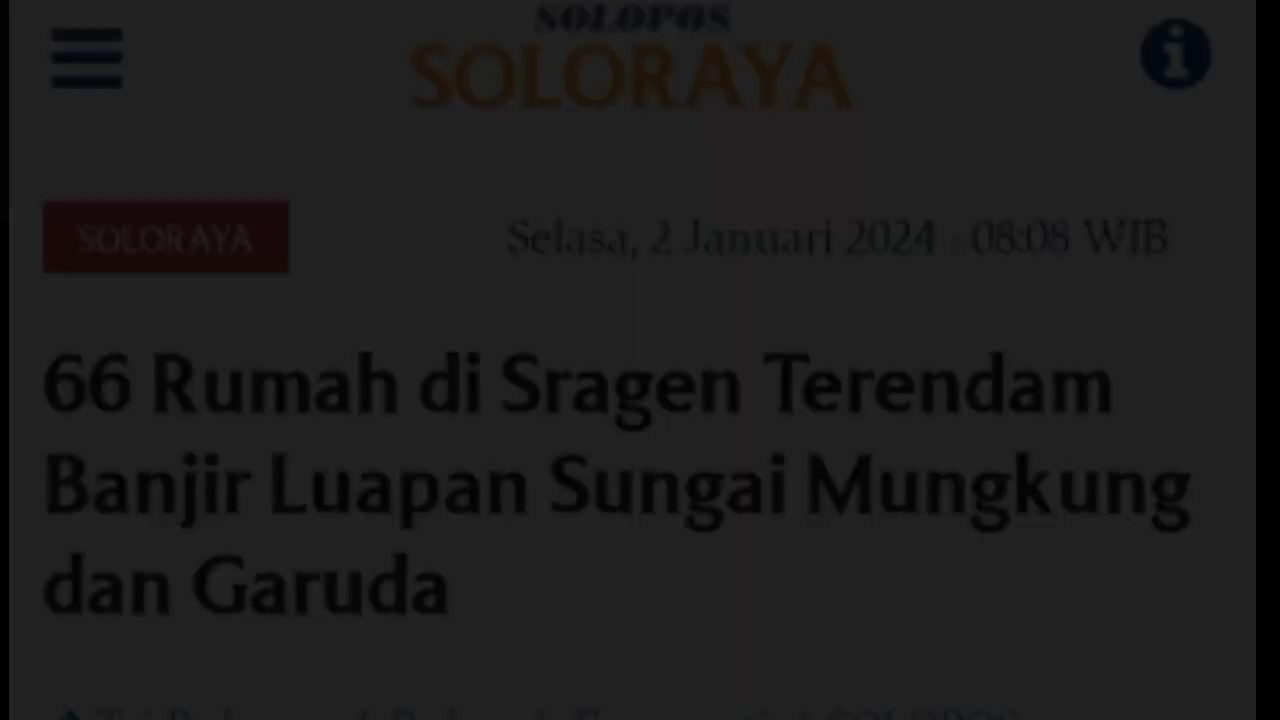 SOLOPOS
SOLORAYA
SOLORAYA
Selasa, 2 Januari 2024 - 08:08 WIB
66 Rumah di Sragen Terendam
Banjir Luapan Sungai Mungkung
dan Garuda